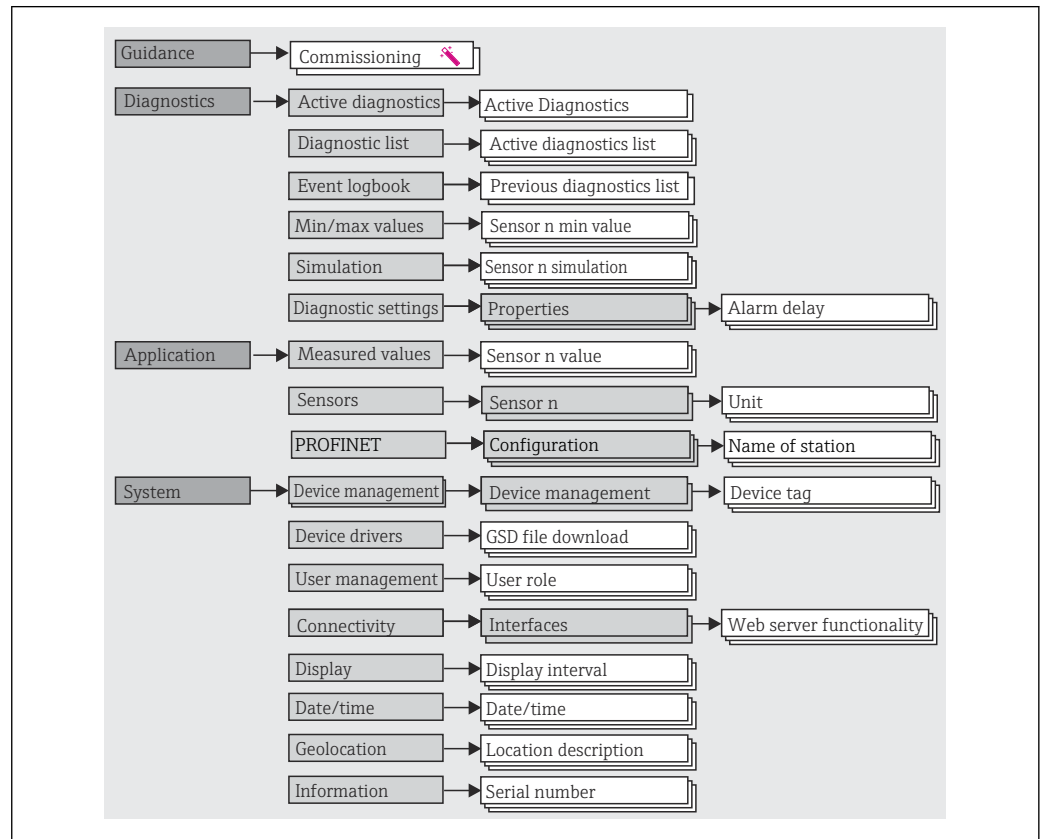 Guidance Commissioning
Diagnostics Active diagnostics Active Diagnostics
Diagnostic list Active diagnostics list
Event logbook Previous diagnostics list
Min/max values Sensor n min value
Simulation Sensor n simulation
Diagnostic settings Properties Alarm delay
Application Measured values Sensor n value
Sensors Sensor n Unit
PROFINET Configuration Name of station
System Device management Device management Device tag
Device drivers GSD file download
User management User role
Connectivity Interfaces Web server functionality
Display Display interval
Date/time Date/time
Geolocation Location description
Information Serial number